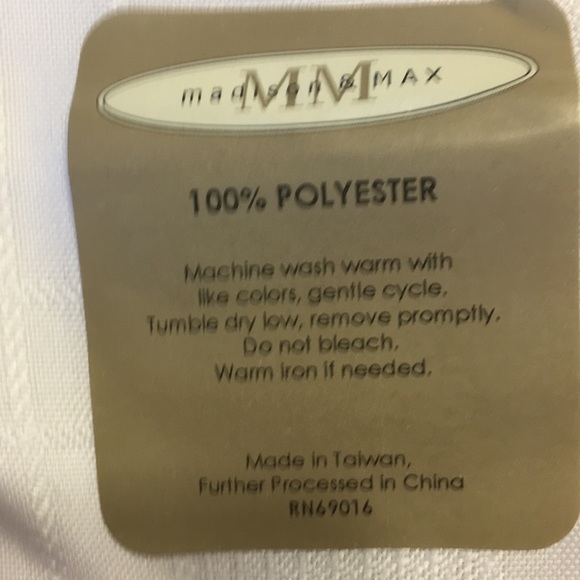 madison & MAX
MM
100% POLYESTER
Machine wash warm with
like colors, gentle cycle.
Tumble dry low, remove promptly.
Do not bleach.
Warm iron if needed.
Made in Taiwan,
Further Processed in China
RN69016